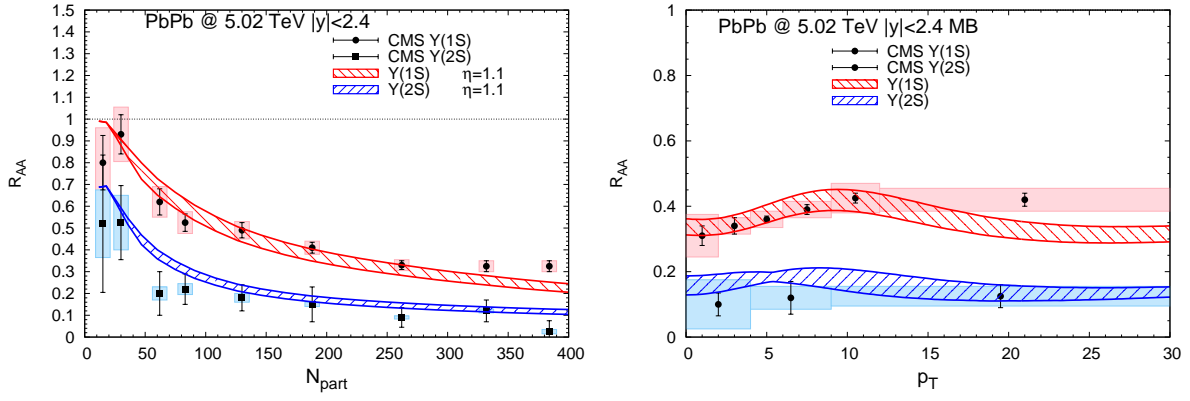 PbPb @ 5.02 TeV |y|<2.4
CMS Y(1S)
CMS Y(2S)
Y(1S) η=1.1
Y(2S) η=1.1
R_AA
1.5
1.4
1.3
1.2
1.1
1
0.9
0.8
0.7
0.6
0.5
0.4
0.3
0.2
0.1
0
0 50 100 150 200 250 300 350 400
N_part
PbPb @ 5.02 TeV |y|<2.4 MB
CMS Y(1S)
CMS Y(2S)
Y(1S)
Y(2S)
R_AA
1
0.8
0.6
0.4
0.2
0
0 5 10 15 20 25 30
p_T